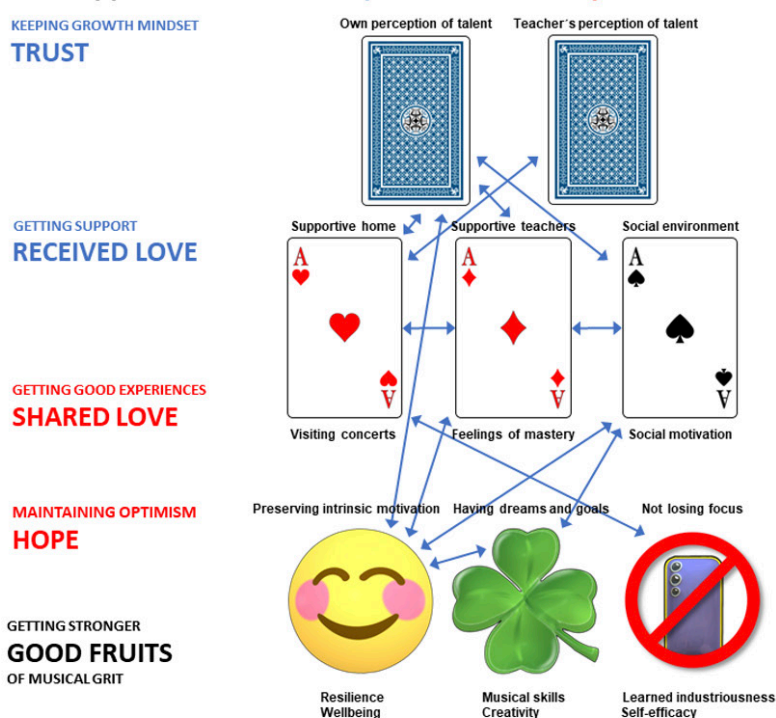 KEEPING GROWTH MINDSET
TRUST
Own perception of talent
Teacher´s perception of talent
GETTING SUPPORT
RECEIVED LOVE
Supportive home
Supportive teachers
Social environment
A
A
A
A
A
A
GETTING GOOD EXPERIENCES
SHARED LOVE
Visiting concerts
Feelings of mastery
Social motivation
MAINTAINING OPTIMISM
HOPE
Preserving intrinsic motivation
Having dreams and goals
Not losing focus
GETTING STRONGER
GOOD FRUITS
OF MUSICAL GRIT
Resilience
Wellbeing
Musical skills
Creativity
Learned industriousness
Self-efficacy